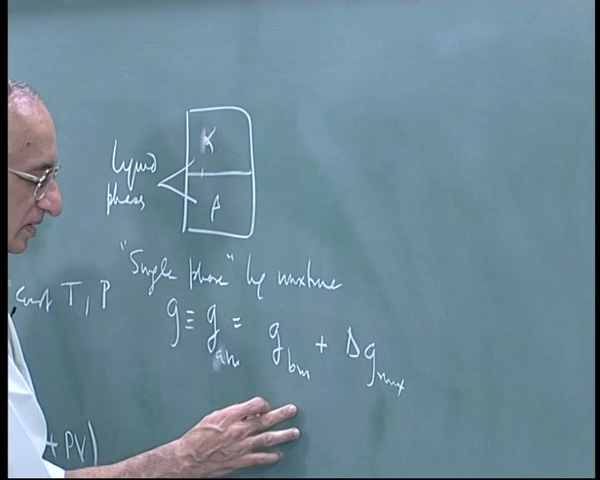 K
liquid
phases
A
"Single phase" liq mixture
const T, P
g ≡ g_am = g_bm + Δg_mix
+ PV)